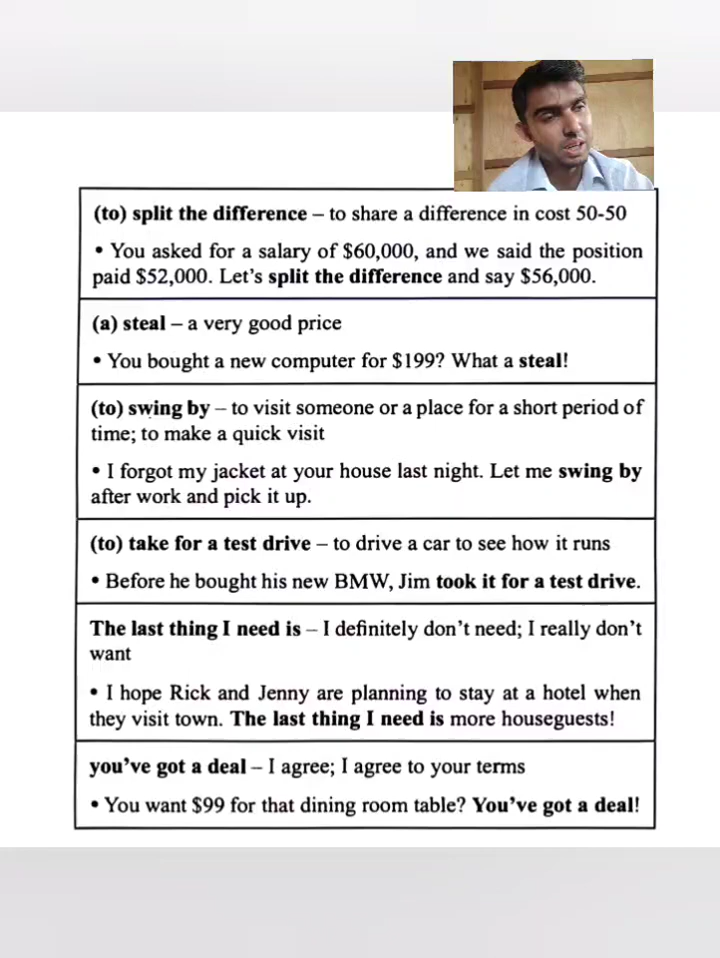 (to) split the difference – to share a difference in cost 50-50
• You asked for a salary of $60,000, and we said the position
paid $52,000. Let's split the difference and say $56,000.
(a) steal – a very good price
• You bought a new computer for $199? What a steal!
(to) swing by – to visit someone or a place for a short period of
time; to make a quick visit
• I forgot my jacket at your house last night. Let me swing by
after work and pick it up.
(to) take for a test drive – to drive a car to see how it runs
• Before he bought his new BMW, Jim took it for a test drive.
The last thing I need is – I definitely don't need; I really don't
want
• I hope Rick and Jenny are planning to stay at a hotel when
they visit town. The last thing I need is more houseguests!
you've got a deal – I agree; I agree to your terms
• You want $99 for that dining room table? You've got a deal!